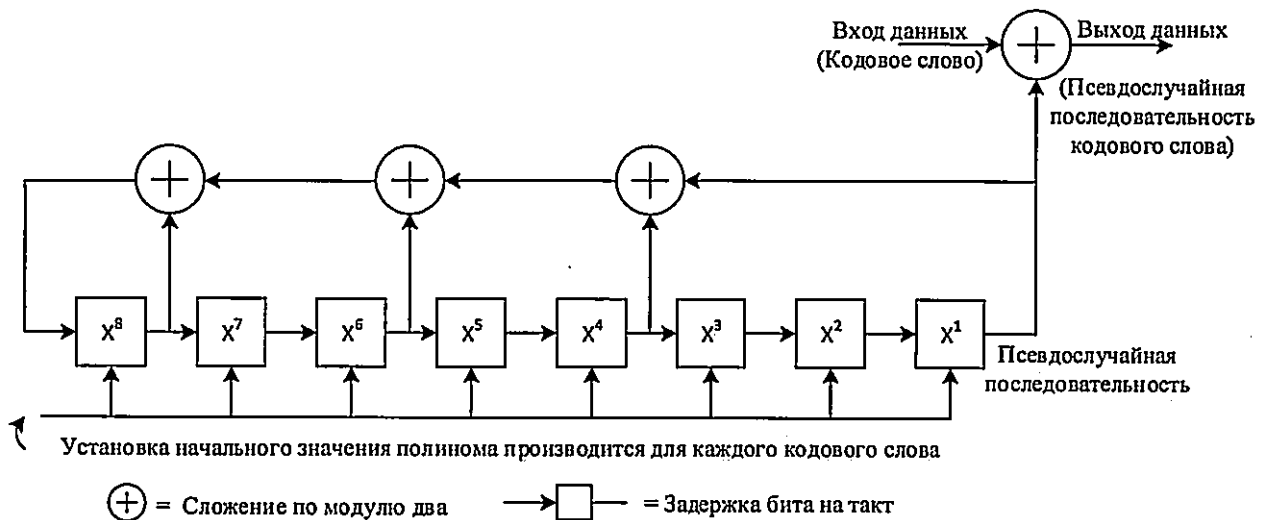 Вход данных
(Кодовое слово)
Выход данных
(Псевдослучайная
последовательность
кодового слова)
X⁸ X⁷ X⁶ X⁵ X⁴ X³ X² X¹
Псевдослучайная
последовательность
Установка начального значения полинома производится для каждого кодового слова
= Сложение по модулю два
= Задержка бита на такт